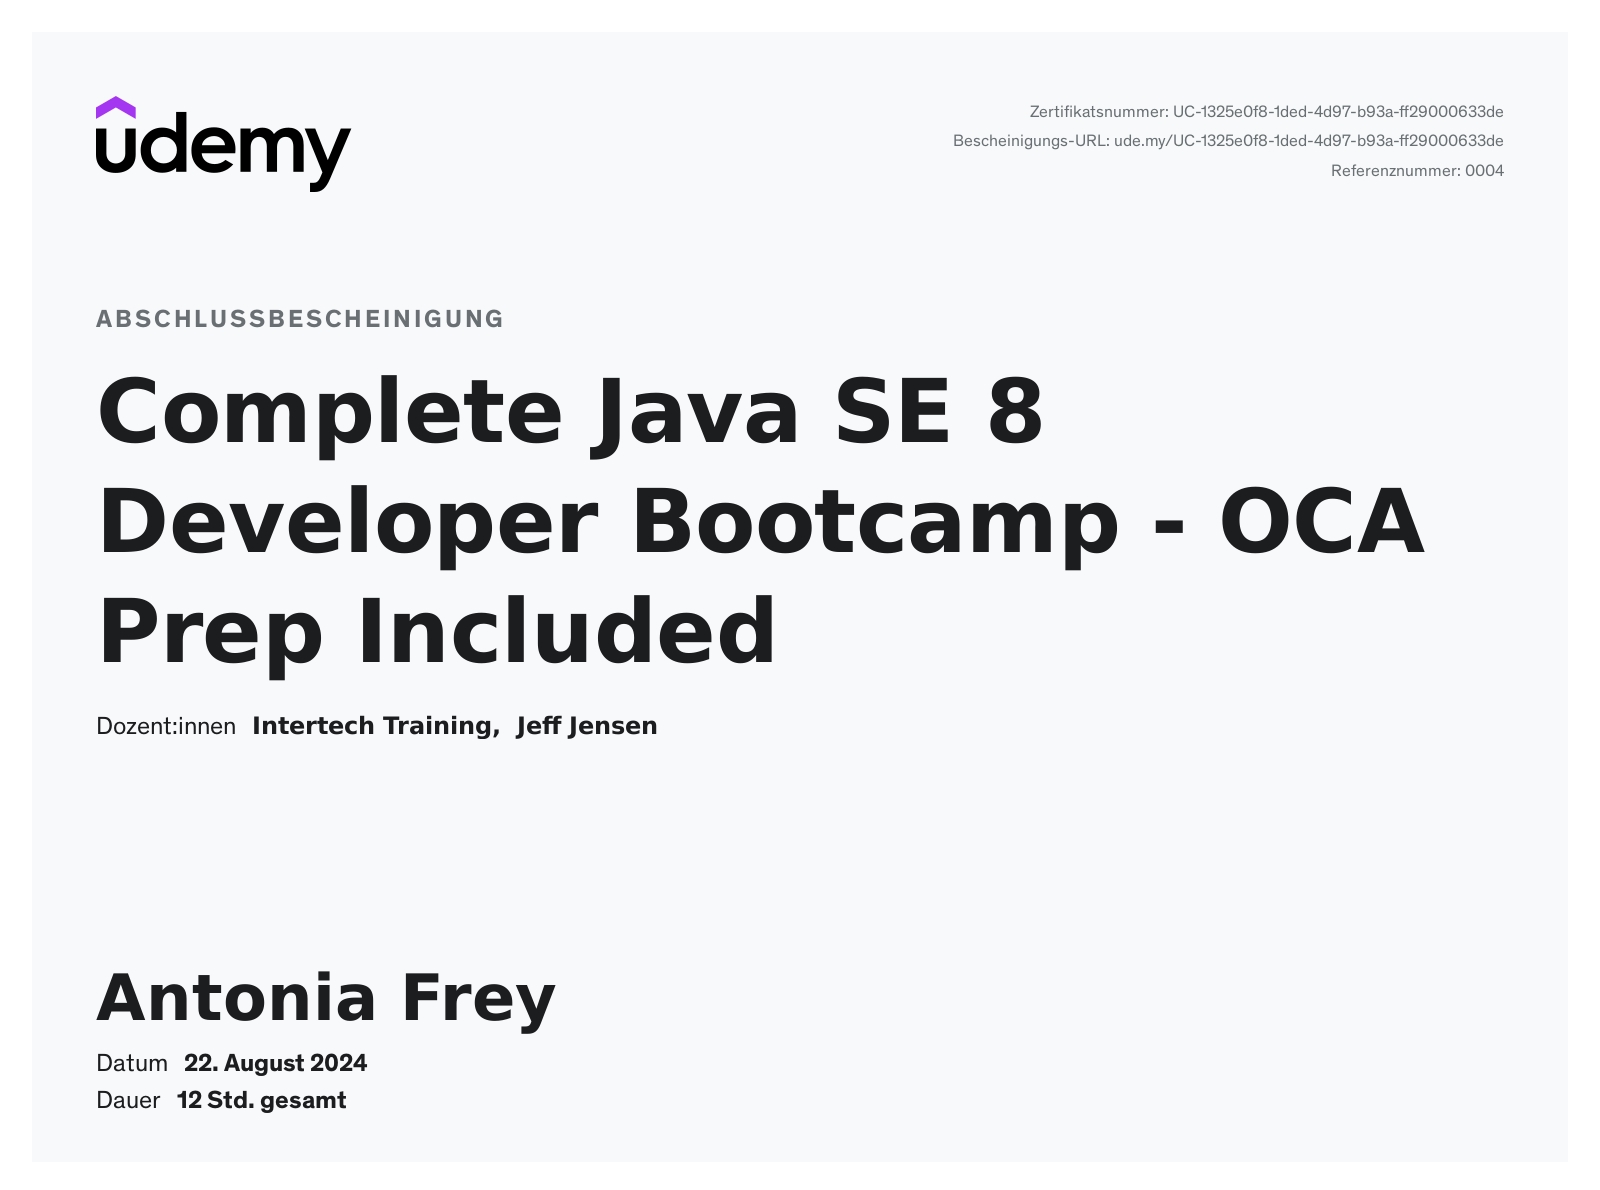 udemy
Zertifikatsnummer: UC-1325e0f8-1ded-4d97-b93a-ff29000633de
Bescheinigungs-URL: ude.my/UC-1325e0f8-1ded-4d97-b93a-ff29000633de
Referenznummer: 0004
ABSCHLUSSBESCHEINIGUNG
Complete Java SE 8
Developer Bootcamp - OCA
Prep Included
Dozent:innen Intertech Training, Jeff Jensen
Antonia Frey
Datum 22. August 2024
Dauer 12 Std. gesamt